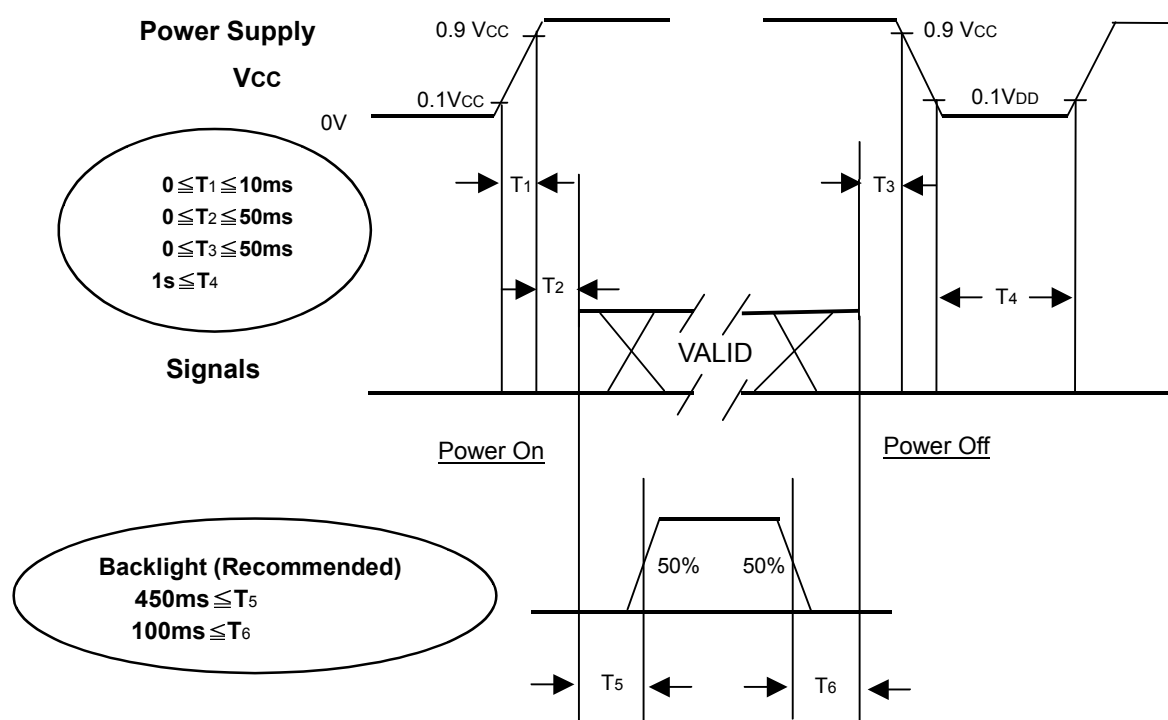 Power Supply
VCC
0.9 VCC
0.9 VCC
0.1VCC
0.1VDD
0V
0≦T1≦10ms
0≦T2≦50ms
0≦T3≦50ms
1s≦T4
T1
T3
T2
T4
VALID
Signals
Power On
Power Off
Backlight (Recommended)
450ms≦T5
100ms≦T6
50%
50%
T5
T6